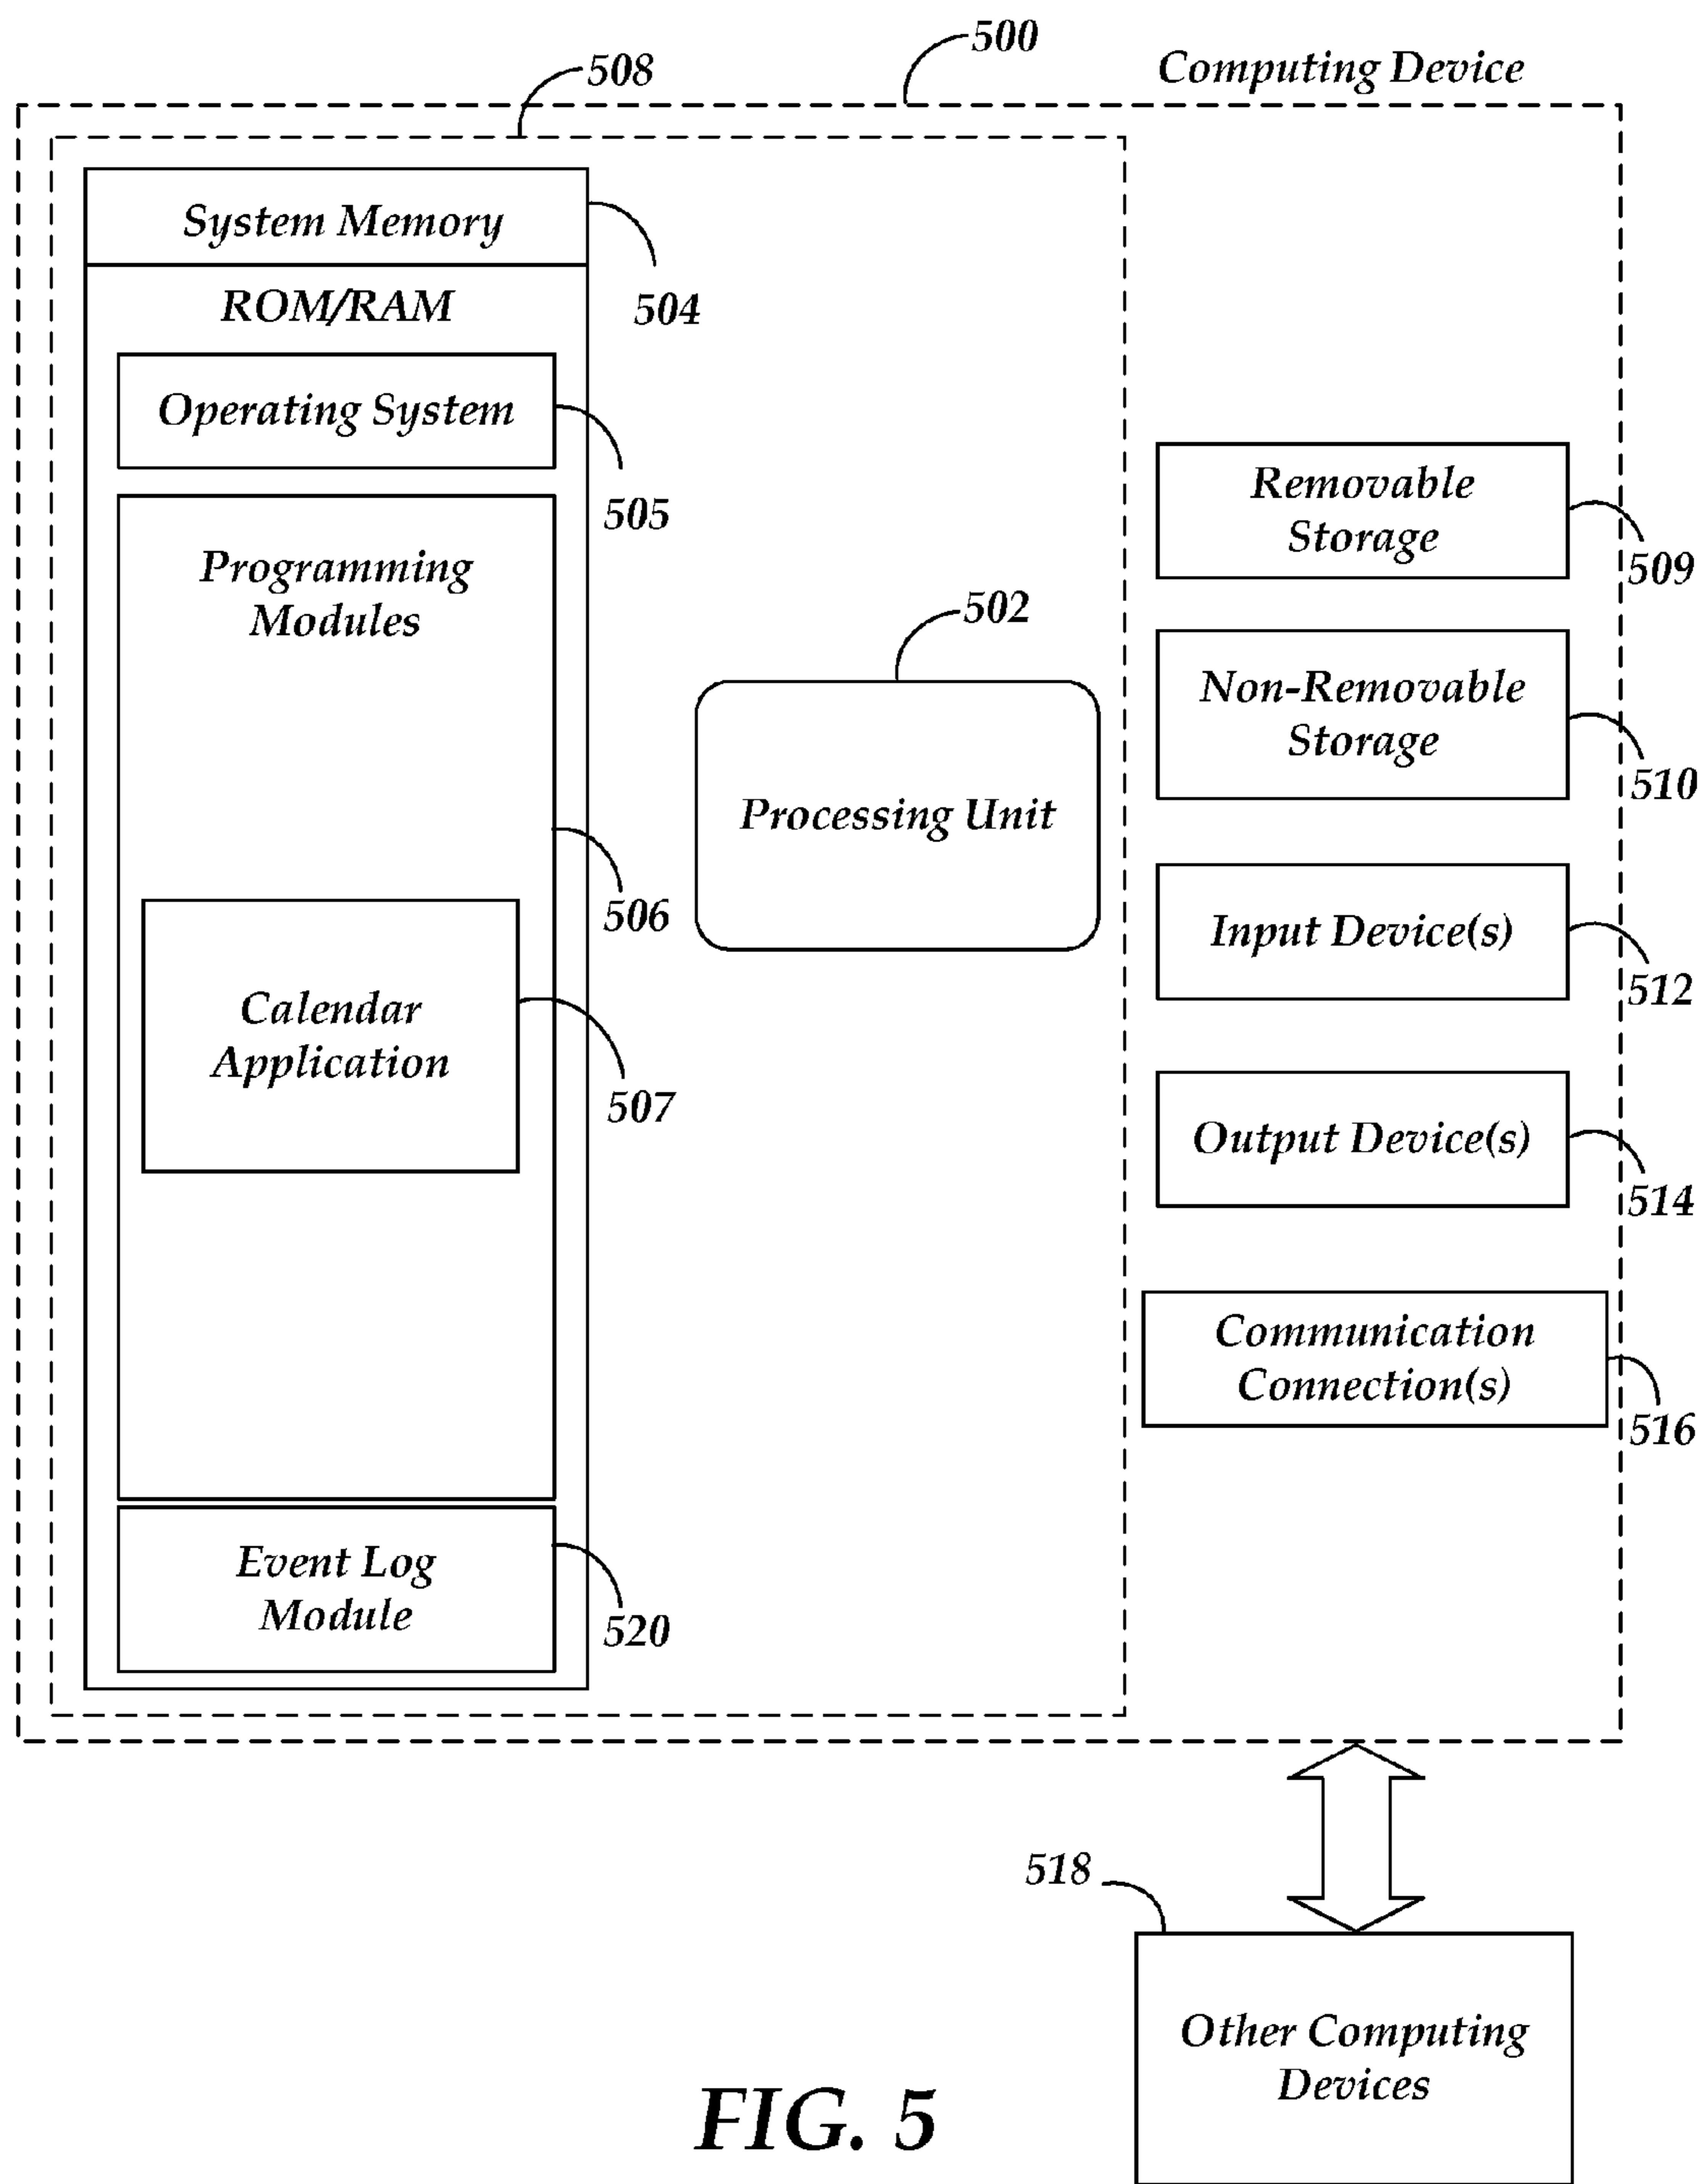 500
Computing Device
508
System Memory
504
ROM/RAM
Operating System
505
Programming
Modules
506
Calendar
Application
507
Event Log
Module
520
502
Processing Unit
Removable
Storage
509
Non-Removable
Storage
510
Input Device(s)
512
Output Device(s)
514
Communication
Connection(s)
516
518
Other Computing
Devices
FIG. 5